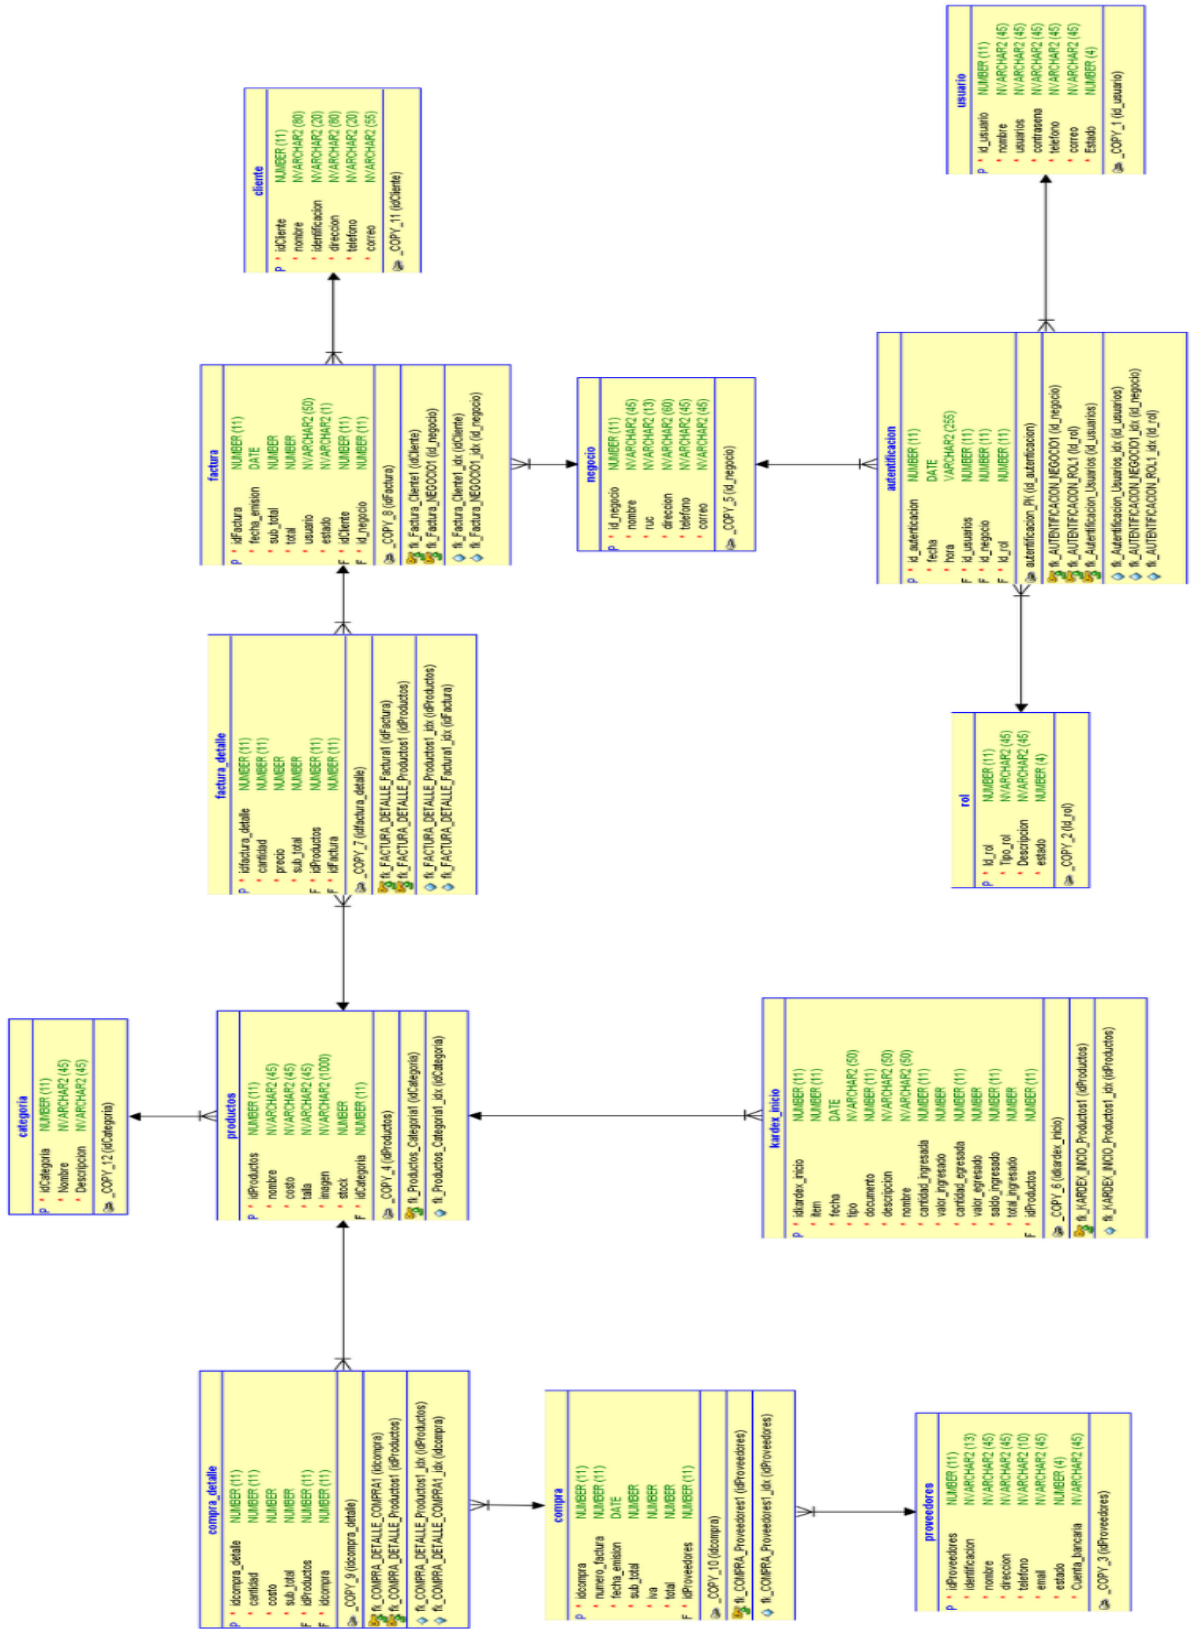 categoria
P * idCategoria NUMBER (11)
* Nombre NVARCHAR2 (45)
* Descripcion NVARCHAR2 (45)
_COPY_12 (idCategoria)
compra_detalle
P * idcompra_detalle NUMBER (11)
* cantidad NUMBER (11)
* costo NUMBER
* sub_total NUMBER
F * idProductos NUMBER (11)
F * idcompra NUMBER (11)
_COPY_9 (idcompra_detalle)
fk_COMPRA_DETALLE_COMPRA1 (idcompra)
fk_COMPRA_DETALLE_Productos1 (idProductos)
fk_COMPRA_DETALLE_Productos1_idx (idProductos)
fk_COMPRA_DETALLE_COMPRA1_idx (idcompra)
productos
P * idProductos NUMBER (11)
* nombre NVARCHAR2 (45)
* costo NVARCHAR2 (45)
* talla NVARCHAR2 (45)
* imagen NVARCHAR2 (1000)
* stock NUMBER
F * idCategoria NUMBER (11)
_COPY_4 (idProductos)
fk_Productos_Categoria1 (idCategoria)
fk_Productos_Categoria1_idx (idCategoria)
factura_detalle
P * idfactura_detalle NUMBER (11)
* cantidad NUMBER (11)
* precio NUMBER
* sub_total NUMBER
F * idProductos NUMBER (11)
F * idFactura NUMBER (11)
_COPY_7 (idfactura_detalle)
fk_FACTURA_DETALLE_Factura1 (idFactura)
fk_FACTURA_DETALLE_Productos1 (idProductos)
fk_FACTURA_DETALLE_Productos1_idx (idProductos)
fk_FACTURA_DETALLE_Factura1_idx (idFactura)
factura
P * idFactura NUMBER (11)
* fecha_emision DATE
* sub_total NUMBER
* total NUMBER
* usuario NVARCHAR2 (50)
* estado NVARCHAR2 (1)
F * idCliente NUMBER (11)
F * id_negocio NUMBER (11)
_COPY_8 (idFactura)
fk_Factura_Cliente1 (idCliente)
fk_Factura_NEGOCIO1 (id_negocio)
fk_Factura_Cliente1_idx (idCliente)
fk_Factura_NEGOCIO1_idx (id_negocio)
cliente
P * idCliente NUMBER (11)
* nombre NVARCHAR2 (80)
* identificacion NVARCHAR2 (20)
* direccion NVARCHAR2 (80)
* telefono NVARCHAR2 (20)
* correo NVARCHAR2 (55)
_COPY_11 (idCliente)
compra
P * idcompra NUMBER (11)
* numero_factura NUMBER (11)
* fecha_emision DATE
* sub_total NUMBER
* iva NUMBER
* total NUMBER
F * idProveedores NUMBER (11)
_COPY_10 (idcompra)
fk_COMPRA_Proveedores1 (idProveedores)
fk_COMPRA_Proveedores1_idx (idProveedores)
negocio
P * id_negocio NUMBER (11)
* nombre NVARCHAR2 (45)
* ruc NVARCHAR2 (13)
* direccion NVARCHAR2 (60)
* telefono NVARCHAR2 (45)
* correo NVARCHAR2 (45)
_COPY_5 (id_negocio)
kardex_inicio
P * idkardex_inicio NUMBER (11)
* item NUMBER (11)
* fecha DATE
* tipo NVARCHAR2 (50)
* documento NUMBER (11)
* descripcion NVARCHAR2 (50)
* nombre NVARCHAR2 (50)
* cantidad_ingresada NUMBER (11)
* valor_ingresado NUMBER
* cantidad_egresada NUMBER (11)
* valor_egresado NUMBER
* saldo_ingresado NUMBER (11)
* total_ingresado NUMBER
F * idProductos NUMBER (11)
_COPY_6 (idkardex_inicio)
fk_KARDEX_INICIO_Productos1 (idProductos)
fk_KARDEX_INICIO_Productos1_idx (idProductos)
proveedores
P * idProveedores NUMBER (11)
* identificacion NVARCHAR2 (13)
* nombre NVARCHAR2 (45)
* direccion NVARCHAR2 (45)
* telefono NVARCHAR2 (10)
* email NVARCHAR2 (45)
* estado NUMBER (4)
* Cuenta_bancaria NVARCHAR2 (45)
_COPY_3 (idProveedores)
rol
P * Id_rol NUMBER (11)
* Tipo_rol NVARCHAR2 (45)
* Descripcion NVARCHAR2 (45)
* estado NUMBER (4)
_COPY_2 (Id_rol)
autentificacion
P * id_autenticacion NUMBER (11)
* fecha DATE
* hora VARCHAR2 (255)
F * id_usuarios NUMBER (11)
F * id_negocio NUMBER (11)
F * Id_rol NUMBER (11)
autentificacion_PK (id_autenticacion)
fk_AUTENTIFICACION_NEGOCIO1 (id_negocio)
fk_AUTENTIFICACION_ROL1 (Id_rol)
fk_Autentificacion_Usuarios (id_usuarios)
fk_Autentificacion_Usuarios_idx (id_usuarios)
fk_AUTENTIFICACION_NEGOCIO1_idx (id_negocio)
fk_AUTENTIFICACION_ROL1_idx (Id_rol)
usuario
P * id_usuario NUMBER (11)
* nombre NVARCHAR2 (45)
* usuarios NVARCHAR2 (45)
* contrasena NVARCHAR2 (45)
* telefono NVARCHAR2 (45)
* correo NVARCHAR2 (45)
* Estado NUMBER (4)
_COPY_1 (id_usuario)